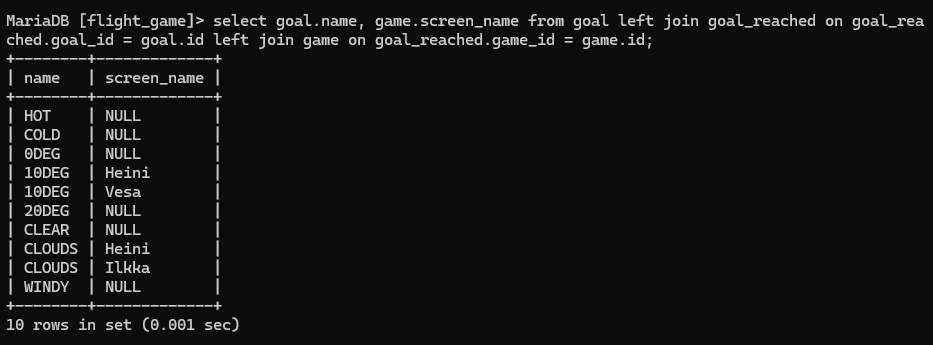 MariaDB [flight_game]> select goal.name, game.screen_name from goal left join goal_reached on goal_rea
ched.goal_id = goal.id left join game on goal_reached.game_id = game.id;
+--------+-------------+
| name   | screen_name |
+--------+-------------+
| HOT    | NULL        |
| COLD   | NULL        |
| 0DEG   | NULL        |
| 10DEG  | Heini       |
| 10DEG  | Vesa        |
| 20DEG  | NULL        |
| CLEAR  | NULL        |
| CLOUDS | Heini       |
| CLOUDS | Ilkka       |
| WINDY  | NULL        |
+--------+-------------+
10 rows in set (0.001 sec)